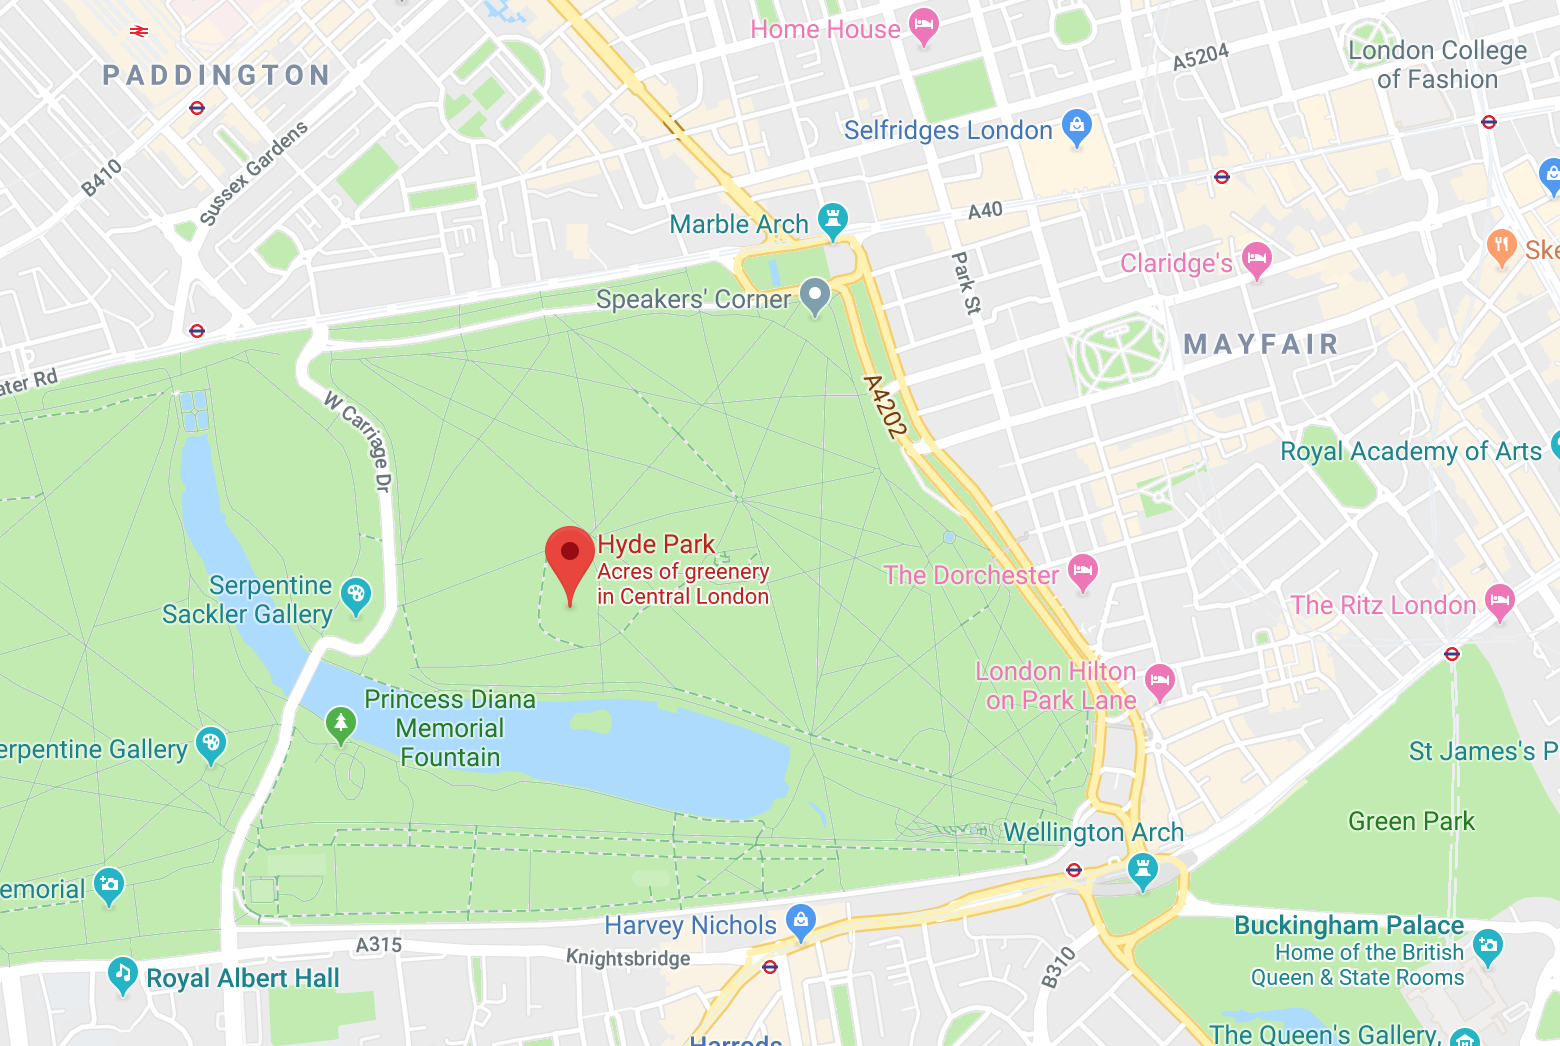 Home House
London College
of Fashion
A5204
PADDINGTON
Selfridges London
B410
Sussex Gardens
Marble Arch
A40
Park St
Claridge's
Speakers' Corner
MAYFAIR
W Carriage Dr
A4202
Royal Academy of Arts
Hyde Park
Acres of greenery
in Central London
The Dorchester
Serpentine
Sackler Gallery
The Ritz London
London Hilton
on Park Lane
Princess Diana
Memorial
Fountain
erpentine Gallery
St James's P
Green Park
Wellington Arch
emorial
Harvey Nichols
Buckingham Palace
Home of the British
Queen & State Rooms
A315
Knightsbridge
B310
Royal Albert Hall
The Queen's Gallery,
Harrods
ater Rd
Ske